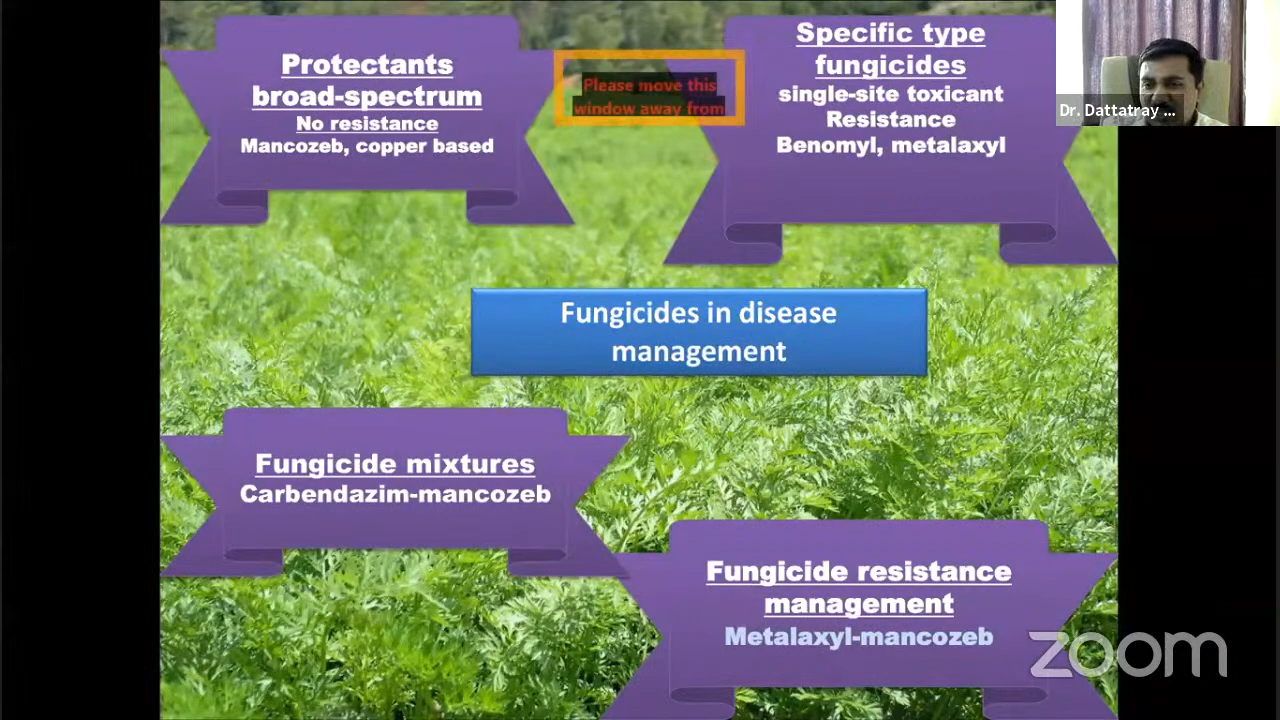 Protectants
broad-spectrum
No resistance
Mancozeb, copper based
Please move this
window away from
Specific type
fungicides
single-site toxicant
Resistance
Benomyl, metalaxyl
Dr. Dattatray ...
Fungicides in disease
management
Fungicide mixtures
Carbendazim-mancozeb
Fungicide resistance
management
Metalaxyl-mancozeb
zoom